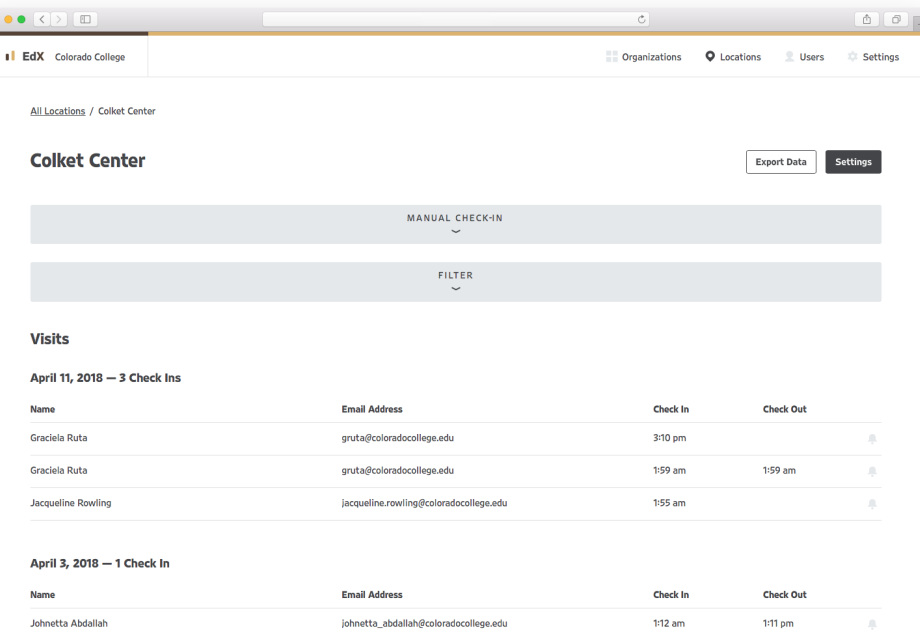 EdX Colorado College Organizations Locations Users Settings
All Locations / Colket Center
Colket Center Export Data Settings
MANUAL CHECK-IN
FILTER
Visits
April 11, 2018 — 3 Check Ins
Name Email Address Check In Check Out
Graciela Ruta gruta@coloradocollege.edu 3:10 pm
Graciela Ruta gruta@coloradocollege.edu 1:59 am 1:59 am
Jacqueline Rowling jacqueline.rowling@coloradocollege.edu 1:55 am
April 3, 2018 — 1 Check In
Name Email Address Check In Check Out
Johnetta Abdallah johnetta_abdallah@coloradocollege.edu 1:12 am 1:11 pm